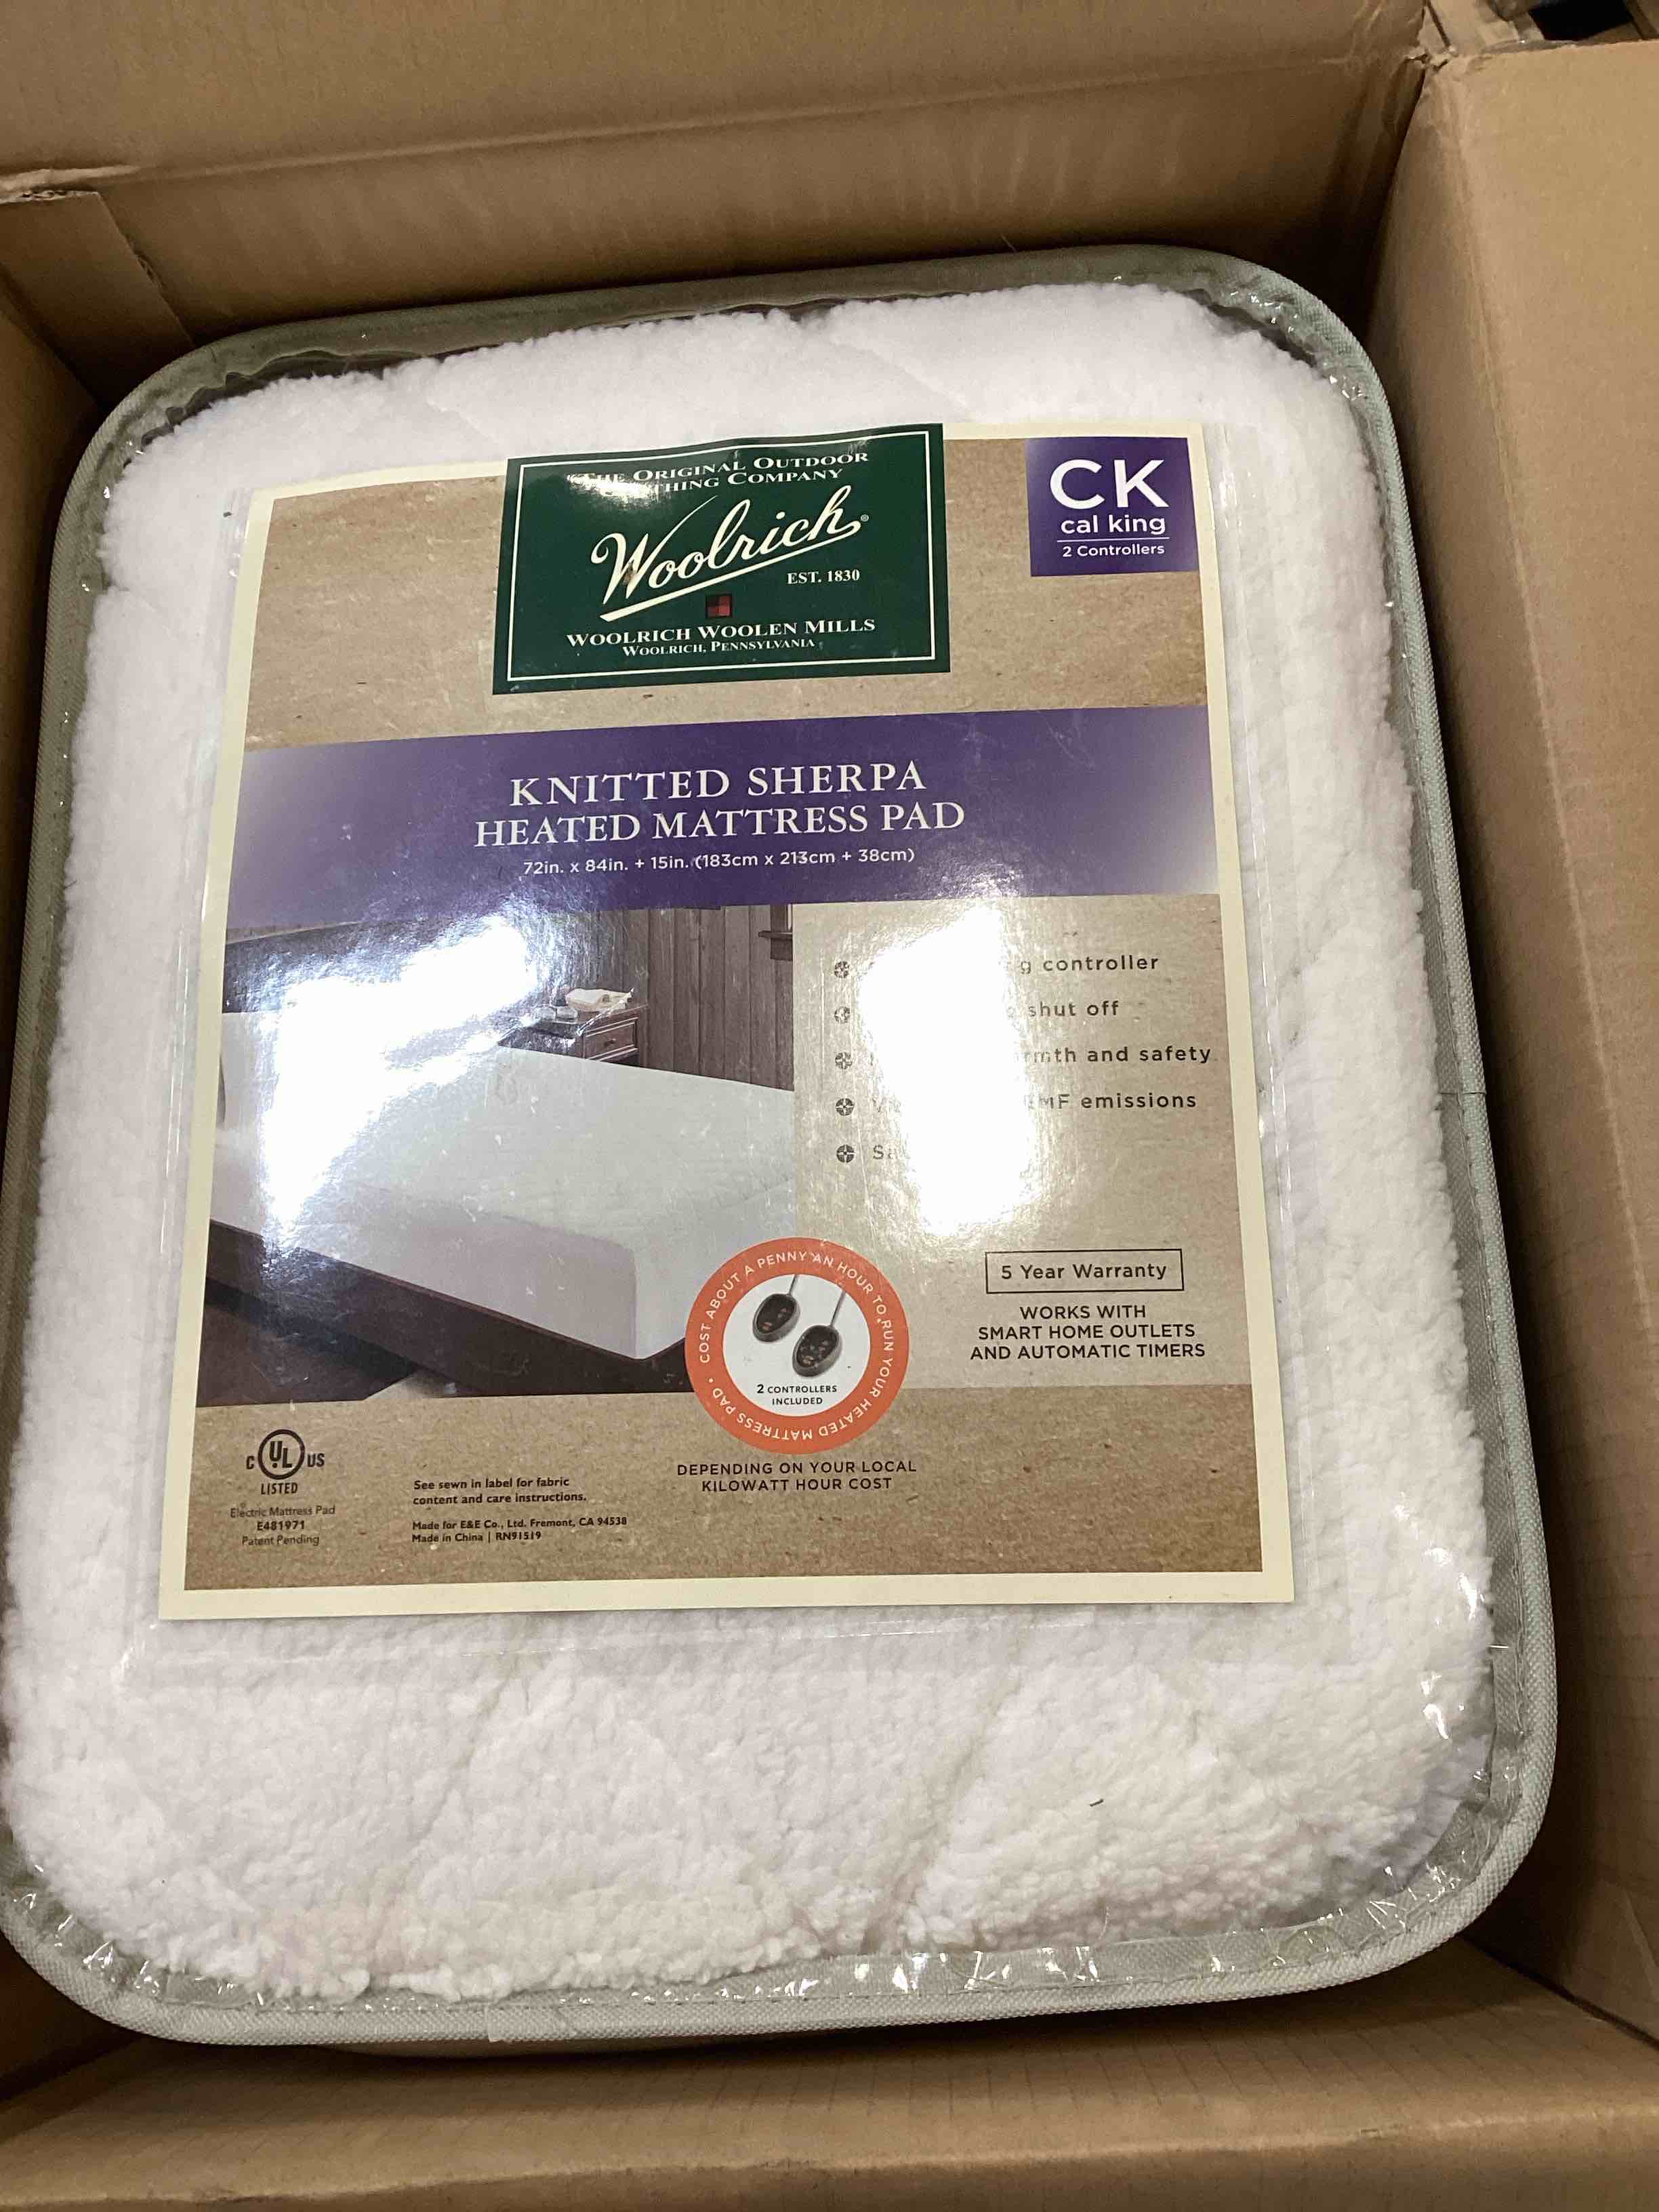 ORIGINAL OUTDOOR
COMPANY
Woolrich®
EST. 1830
WOOLRICH WOOLEN MILLS
WOOLRICH, PENNSYLVANIA
CK
cal king
2 Controllers
KNITTED SHERPA
HEATED MATTRESS PAD
72in. x 84in. + 15in. (183cm x 213cm + 38cm)
controller
shut off
and safety
emissions
5 Year Warranty
WORKS WITH
SMART HOME OUTLETS
AND AUTOMATIC TIMERS
COST ABOUT A PENNY AN HOUR TO RUN YOUR HEATED MATTRESS PAD •
2 CONTROLLERS
INCLUDED
DEPENDING ON YOUR LOCAL
KILOWATT HOUR COST
C UL US
LISTED
Electric Mattress Pad
E481971
Patent Pending
See sewn in label for fabric
content and care instructions.
Made for E&E Co., Ltd. Fremont, CA 94538
Made in China | RN91519